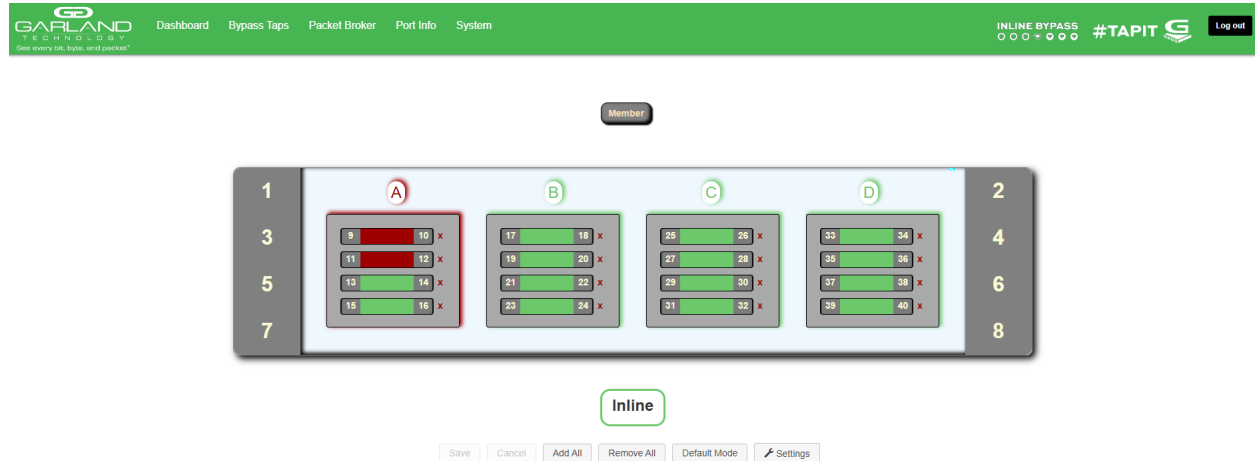 GARLAND
TECHNOLOGY
See every bit, byte, and packet®
Dashboard Bypass Taps Packet Broker Port Info System
INLINE BYPASS
#TAPIT
Log out
Member
1 A B C D 2
3 9 10 x 17 18 x 25 26 x 33 34 x 4
11 12 x 19 20 x 27 28 x 35 36 x
5 13 14 x 21 22 x 29 30 x 37 38 x 6
15 16 x 23 24 x 31 32 x 39 40 x
7 8
Inline
Save Cancel Add All Remove All Default Mode Settings